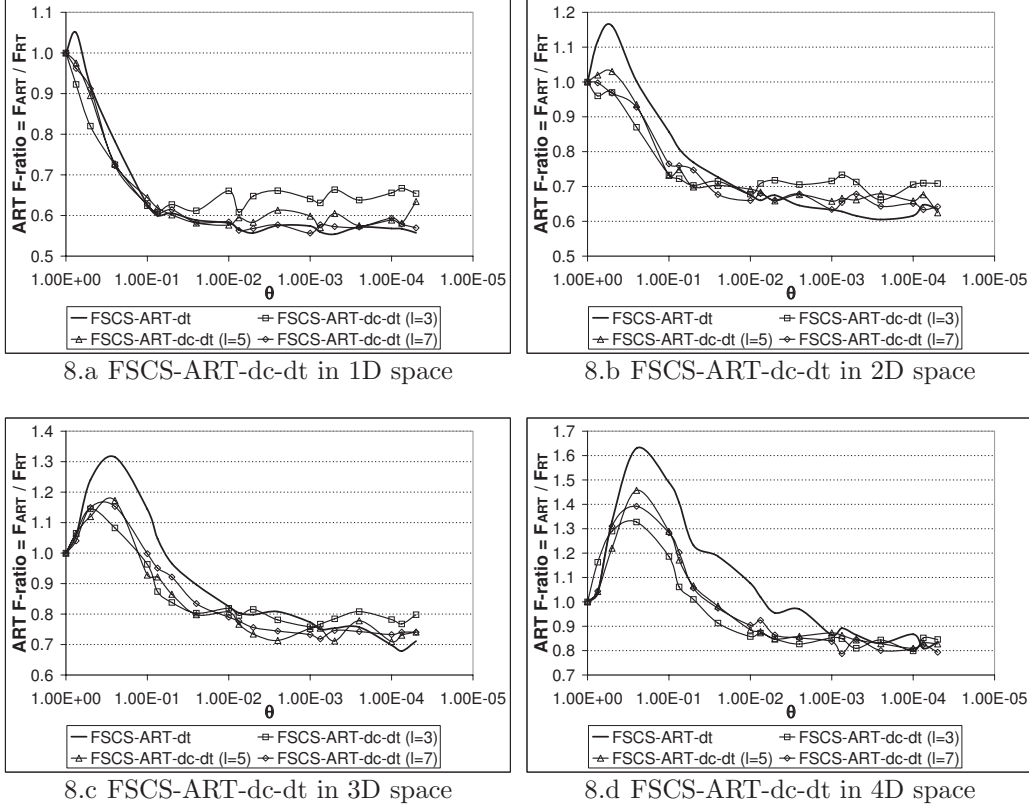 ART F-ratio = FART / FRT
1.1
1.0
0.9
0.8
0.7
0.6
0.5
1.00E+00 1.00E-01 1.00E-02 1.00E-03 1.00E-04 1.00E-05
θ
FSCS-ART-dt FSCS-ART-dc-dt (l=3)
FSCS-ART-dc-dt (l=5) FSCS-ART-dc-dt (l=7)
8.a FSCS-ART-dc-dt in 1D space
ART F-ratio = FART / FRT
1.2
1.1
1.0
0.9
0.8
0.7
0.6
0.5
1.00E+00 1.00E-01 1.00E-02 1.00E-03 1.00E-04 1.00E-05
θ
FSCS-ART-dt FSCS-ART-dc-dt (l=3)
FSCS-ART-dc-dt (l=5) FSCS-ART-dc-dt (l=7)
8.b FSCS-ART-dc-dt in 2D space
ART F-ratio = FART / FRT
1.4
1.3
1.2
1.1
1.0
0.9
0.8
0.7
0.6
1.00E+00 1.00E-01 1.00E-02 1.00E-03 1.00E-04 1.00E-05
θ
FSCS-ART-dt FSCS-ART-dc-dt (l=3)
FSCS-ART-dc-dt (l=5) FSCS-ART-dc-dt (l=7)
8.c FSCS-ART-dc-dt in 3D space
ART F-ratio = FART / FRT
1.7
1.6
1.5
1.4
1.3
1.2
1.1
1.0
0.9
0.8
0.7
1.00E+00 1.00E-01 1.00E-02 1.00E-03 1.00E-04 1.00E-05
θ
FSCS-ART-dt FSCS-ART-dc-dt (l=3)
FSCS-ART-dc-dt (l=5) FSCS-ART-dc-dt (l=7)
8.d FSCS-ART-dc-dt in 4D space